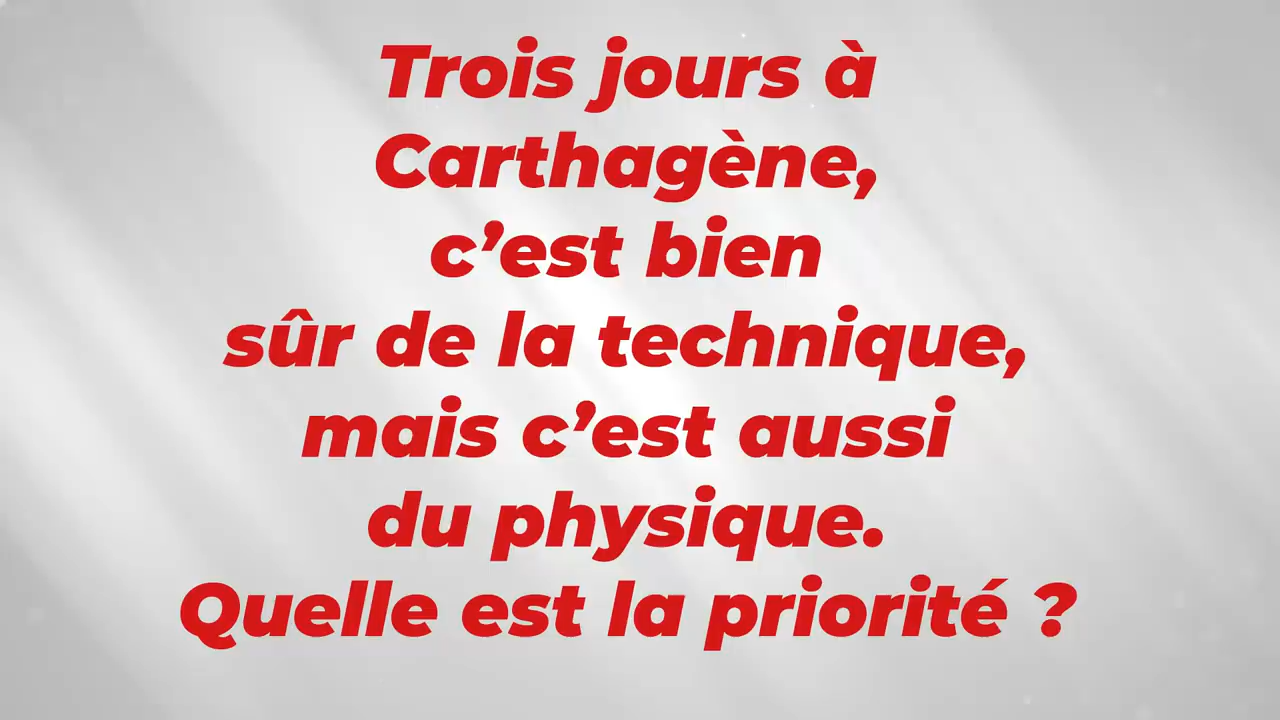 Trois jours à
Carthagène,
c’est bien
sûr de la technique,
mais c’est aussi
du physique.
Quelle est la priorité ?